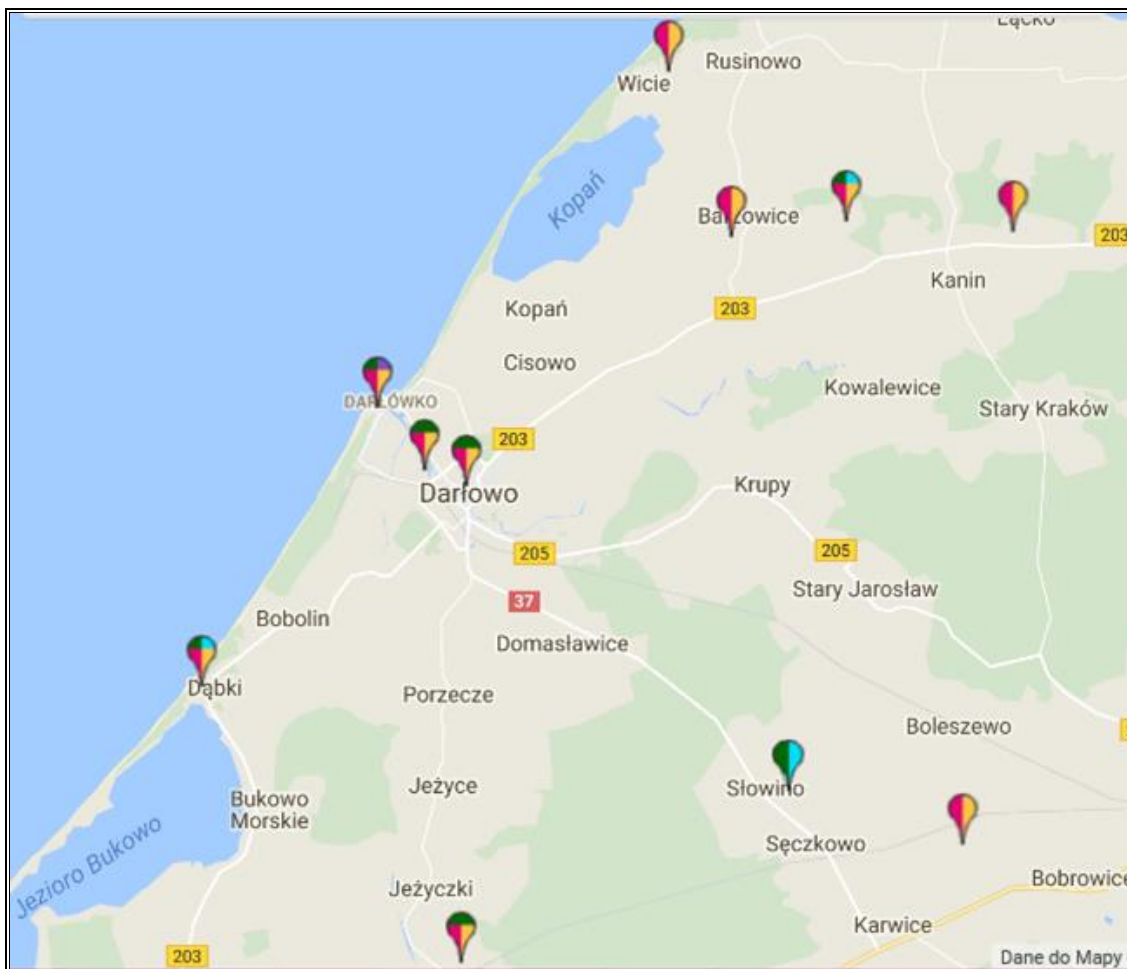 Łącko
Rusinowo
Wicie
Kopań
Barzowice
203
Kanin
203
Kopań
Cisowo
Kowalewice
DARŁÓWKO
Stary Kraków
203
Darłowo
Krupy
205
205
Stary Jarosław
37
Bobolin
Domasławice
Dąbki
Porzecze
Boleszewo
Jeżyce
Słowino
Bukowo
Morskie
Sęczkowo
Jezioro Bukowo
Jeżyczki
Bobrowice
Karwice
203
Dane do Mapy